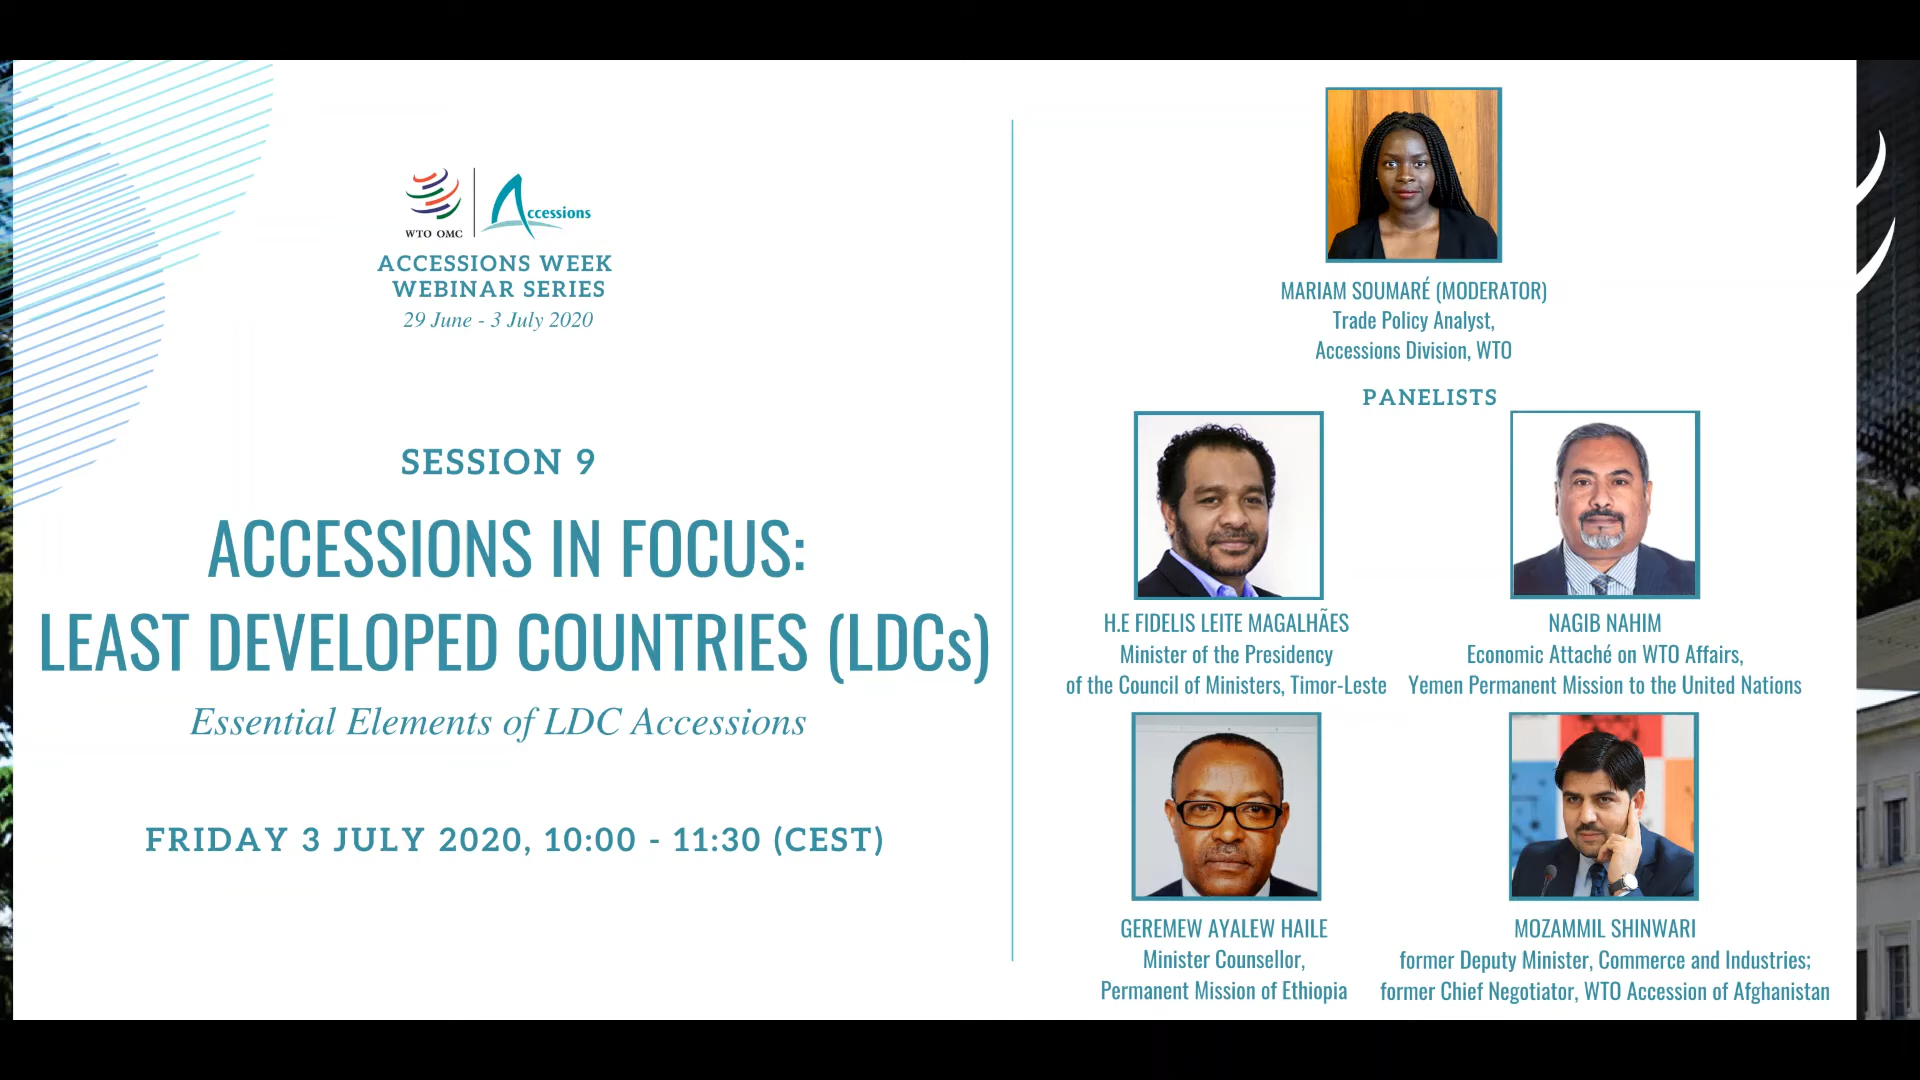 WTO OMC
Accessions
ACCESSIONS WEEK
WEBINAR SERIES
29 June - 3 July 2020
SESSION 9
ACCESSIONS IN FOCUS:
LEAST DEVELOPED COUNTRIES (LDCs)
Essential Elements of LDC Accessions
FRIDAY 3 JULY 2020, 10:00 - 11:30 (CEST)
MARIAM SOUMARÉ (MODERATOR)
Trade Policy Analyst,
Accessions Division, WTO
PANELISTS
H.E FIDELIS LEITE MAGALHÃES
Minister of the Presidency
of the Council of Ministers, Timor-Leste
NAGIB NAHIM
Economic Attaché on WTO Affairs,
Yemen Permanent Mission to the United Nations
GEREMEW AYALEW HAILE
Minister Counsellor,
Permanent Mission of Ethiopia
MOZAMMIL SHINWARI
former Deputy Minister, Commerce and Industries;
former Chief Negotiator, WTO Accession of Afghanistan